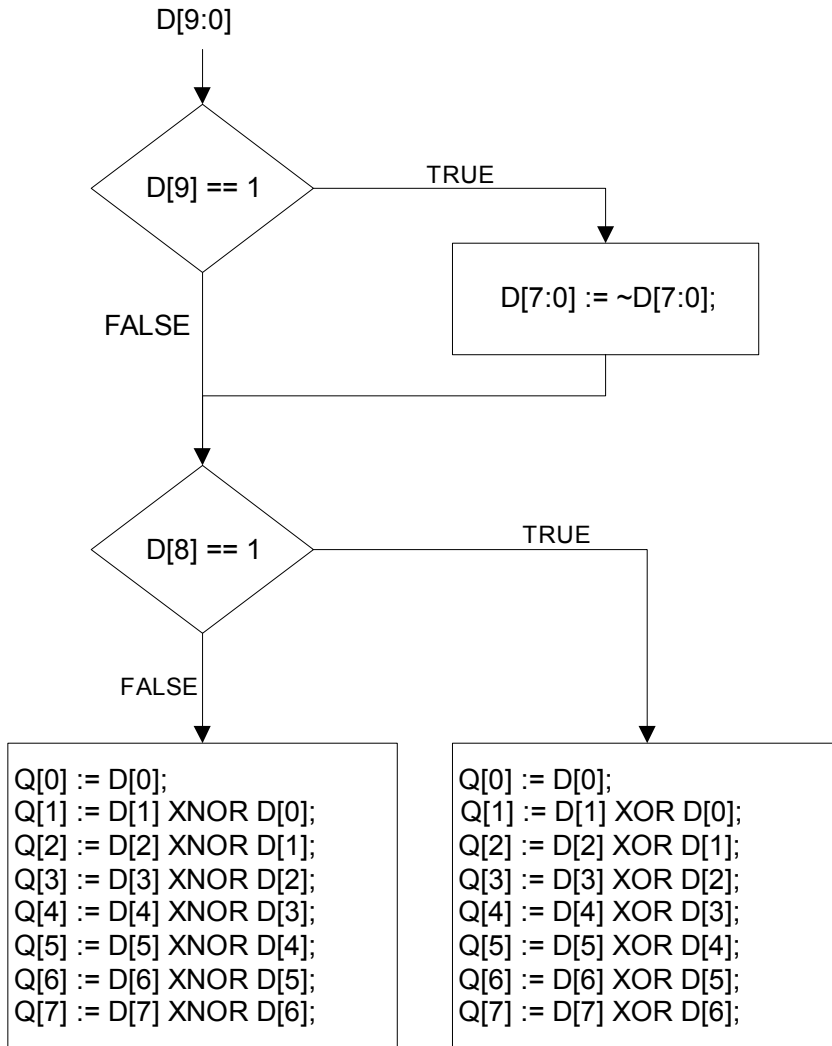 D[9:0]
D[9] == 1
TRUE
D[7:0] := ~D[7:0];
FALSE
D[8] == 1
TRUE
FALSE
Q[0] := D[0];
Q[1] := D[1] XNOR D[0];
Q[2] := D[2] XNOR D[1];
Q[3] := D[3] XNOR D[2];
Q[4] := D[4] XNOR D[3];
Q[5] := D[5] XNOR D[4];
Q[6] := D[6] XNOR D[5];
Q[7] := D[7] XNOR D[6];
Q[0] := D[0];
Q[1] := D[1] XOR D[0];
Q[2] := D[2] XOR D[1];
Q[3] := D[3] XOR D[2];
Q[4] := D[4] XOR D[3];
Q[5] := D[5] XOR D[4];
Q[6] := D[6] XOR D[5];
Q[7] := D[7] XOR D[6];